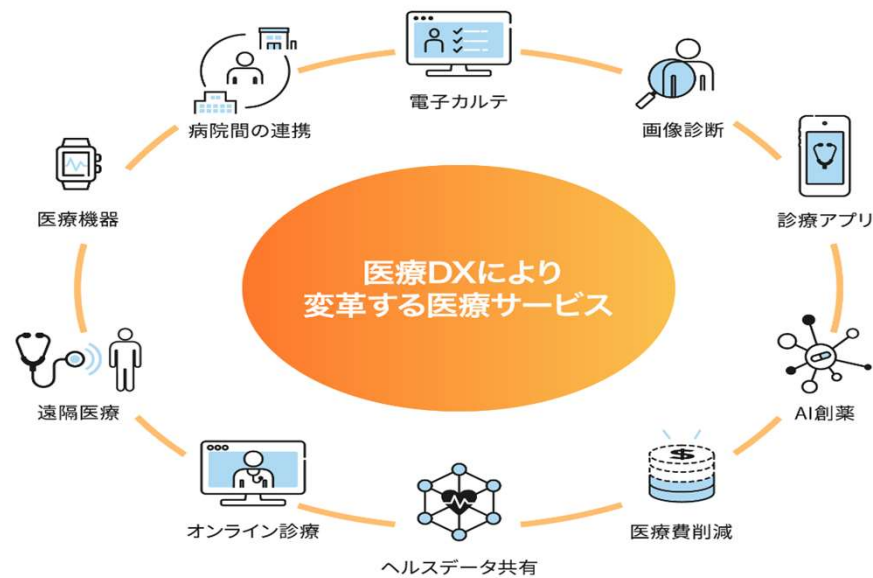 電子カルテ
画像診断
診療アプリ
AI創薬
医療費削減
ヘルスデータ共有
オンライン診療
遠隔医療
医療機器
病院間の連携
医療DXにより
変革する医療サービス
$